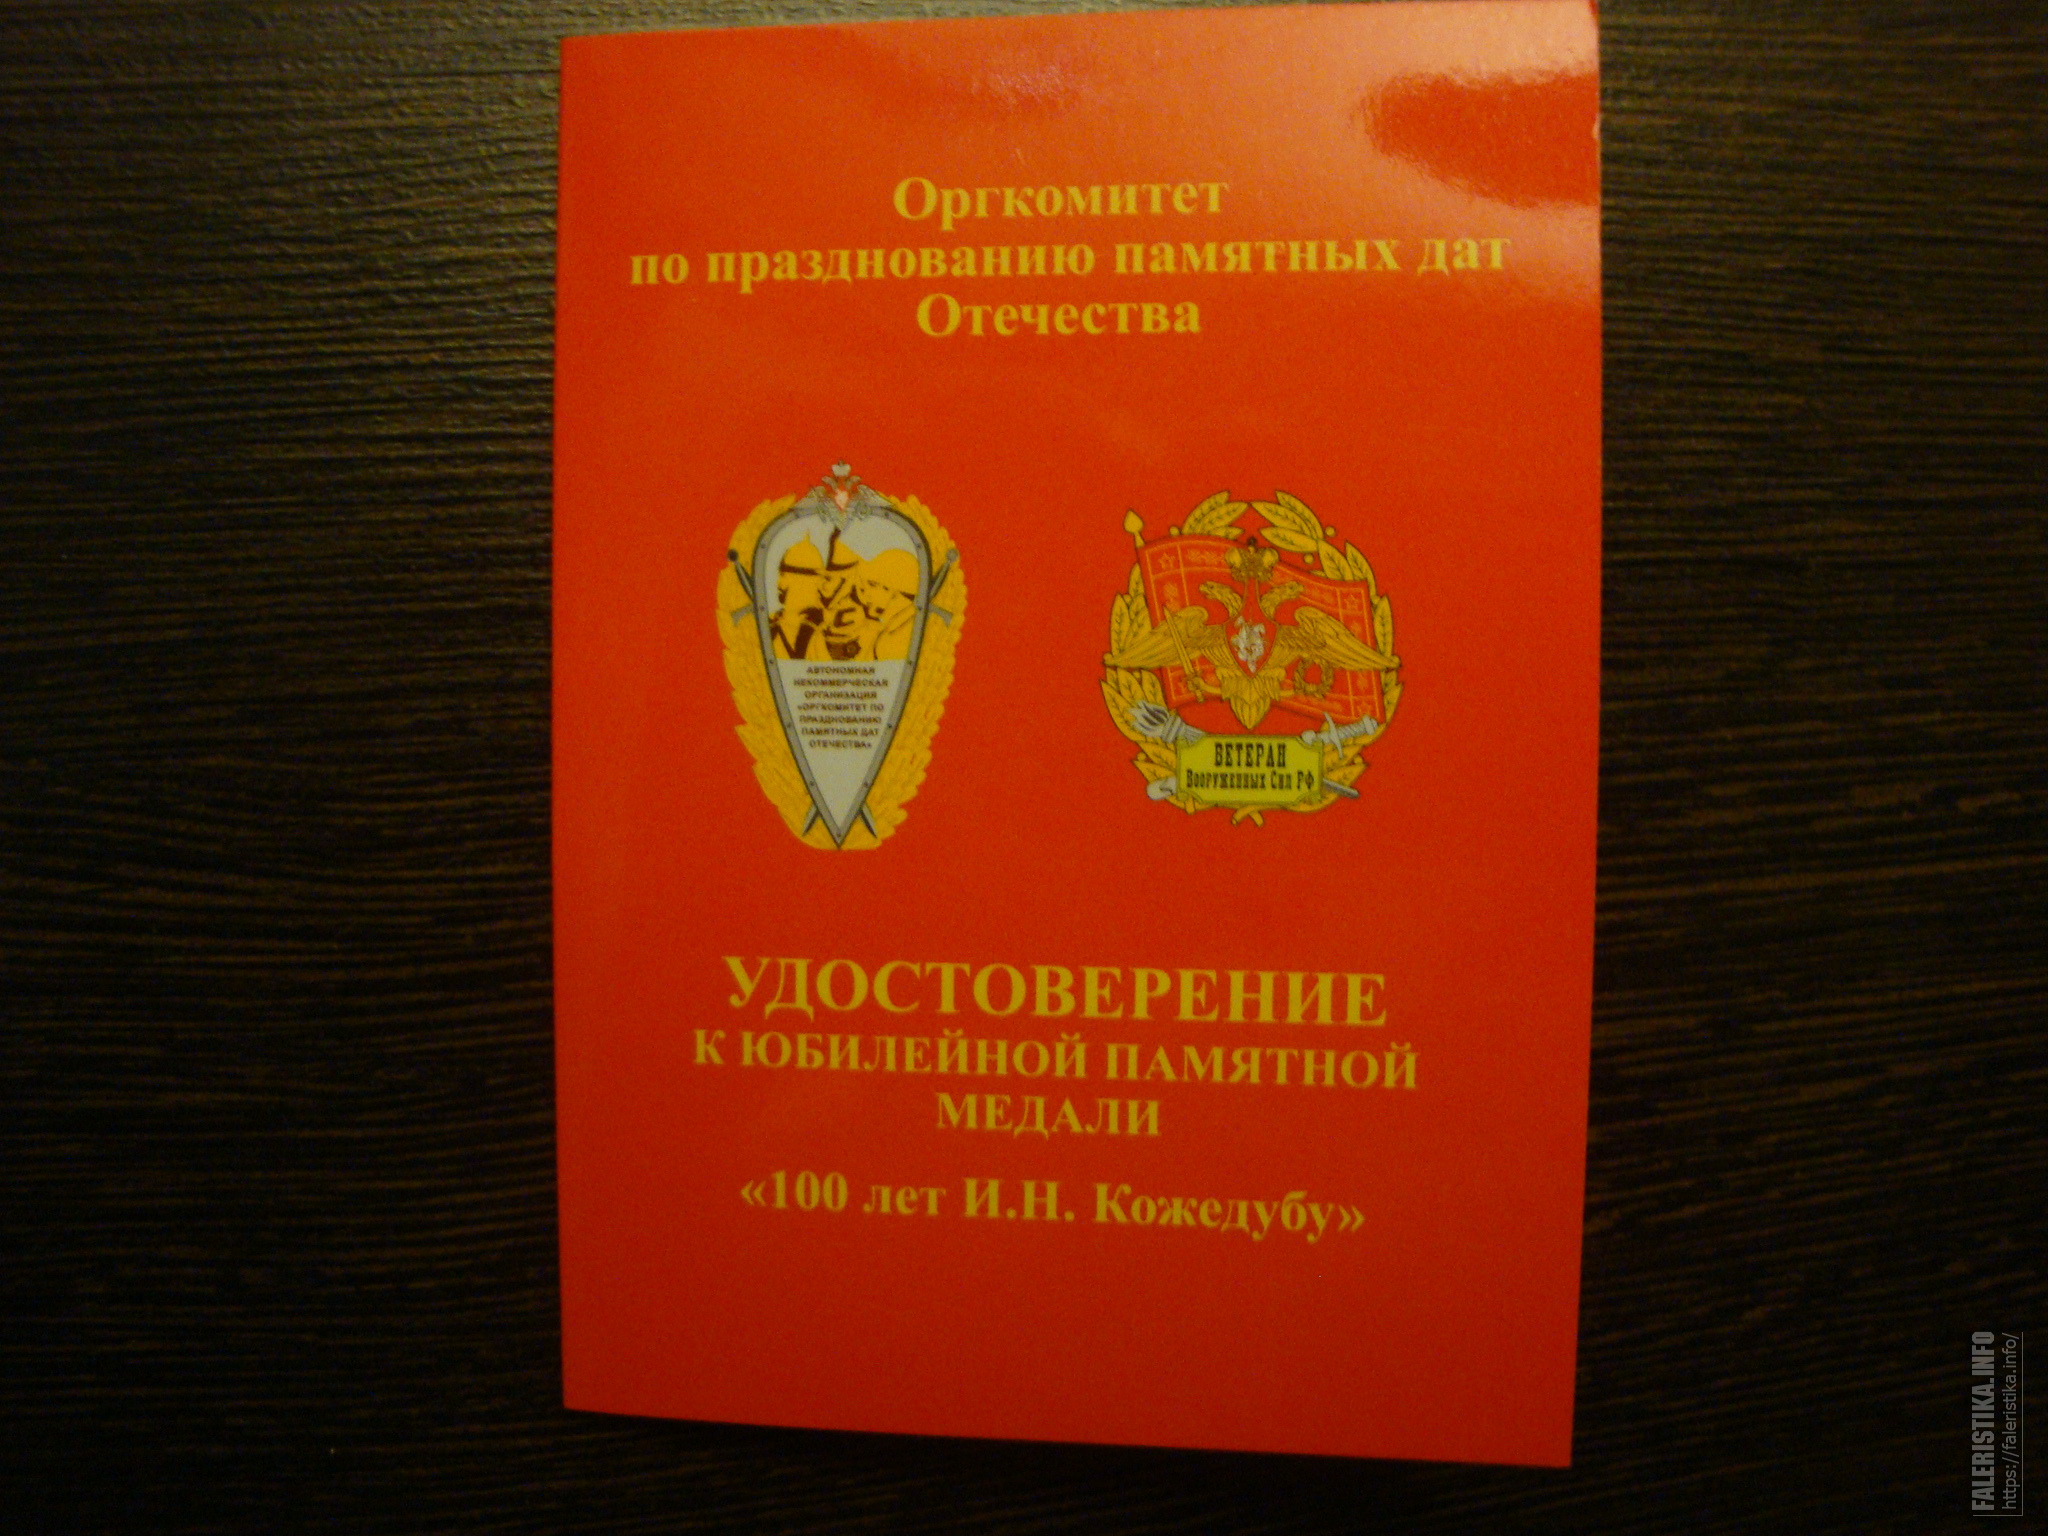 Оргкомитет
по празднованию памятных дат
Отечества
АВТОНОМНАЯ
НЕКОММЕРЧЕСКАЯ
ОРГАНИЗАЦИЯ
«ОРГКОМИТЕТ ПО
ПРАЗДНОВАНИЮ
ПАМЯТНЫХ ДАТ
ОТЕЧЕСТВА»
ВЕТЕРАН
Вооруженных Сил РФ
УДОСТОВЕРЕНИЕ
К ЮБИЛЕЙНОЙ ПАМЯТНОЙ
МЕДАЛИ
«100 лет И.Н. Кожедубу»
FALERISTIKA.INFO
https://faleristika.info/